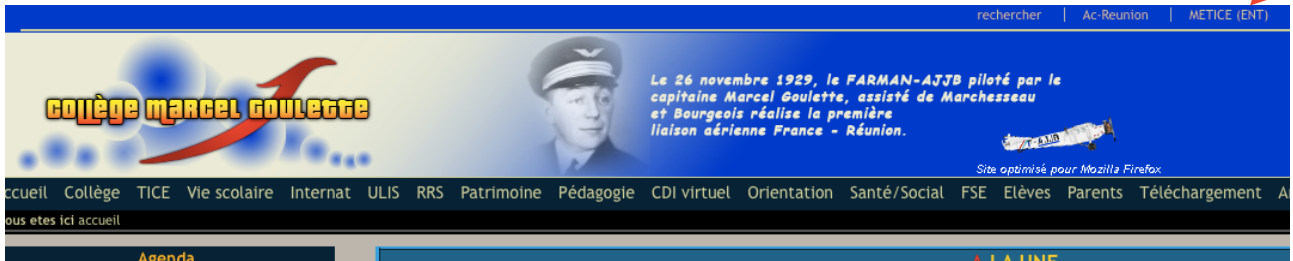 rechercher | Ac-Reunion | METICE (ENT)
collège marcel goulette
Le 26 novembre 1929, le FARMAN-AJJB piloté par le
capitaine Marcel Goulette, assisté de Marchesseau
et Bourgeois réalise la première
liaison aérienne France - Réunion.
Site optimisé pour Mozilla Firefox
ccueil Collège TICE Vie scolaire Internat ULIS RRS Patrimoine Pédagogie CDI virtuel Orientation Santé/Social FSE Elèves Parents Téléchargement
ous etes ici accueil
Agenda
A LA UNE